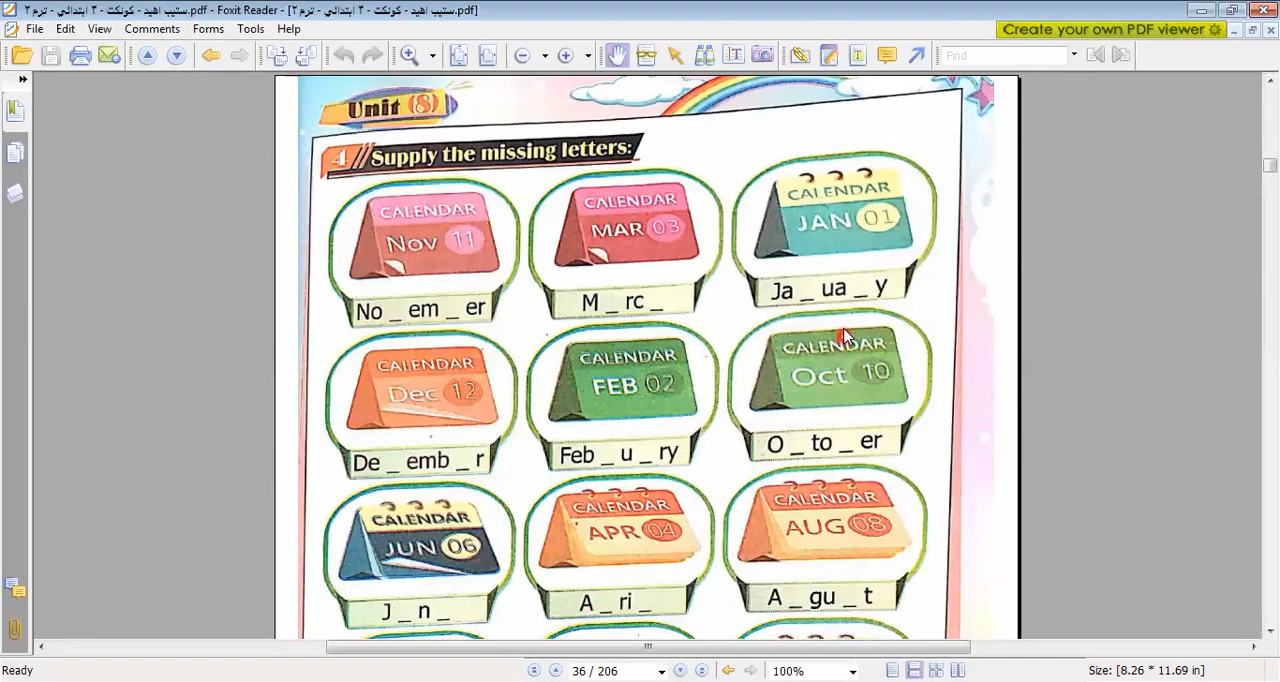 ستيب اهيد - كونكت - ٣ ابتدائي - ترم ٢.pdf - Foxit Reader - [ستيب اهيد - كونكت - ٣ ابتدائي - ترم ٢.pdf]
File Edit View Comments Forms Tools Help
Create your own PDF viewer
Find
Unit (8)
4 Supply the missing letters:
CALENDAR CALENDAR CALENDAR
Nov 11 MAR 03 JAN 01
No _ em _ er M _ rc _ Ja _ ua _ y
CALENDAR CALENDAR CALENDAR
Dec 12 FEB 02 Oct 10
De _ emb _ r Feb _ u _ ry O _ to _ er
CALENDAR CALENDAR CALENDAR
JUN 06 APR 04 AUG 08
J _ n _ A _ ri _ A _ gu _ t
Ready 36 / 206 100% Size: [8.26 * 11.69 in]